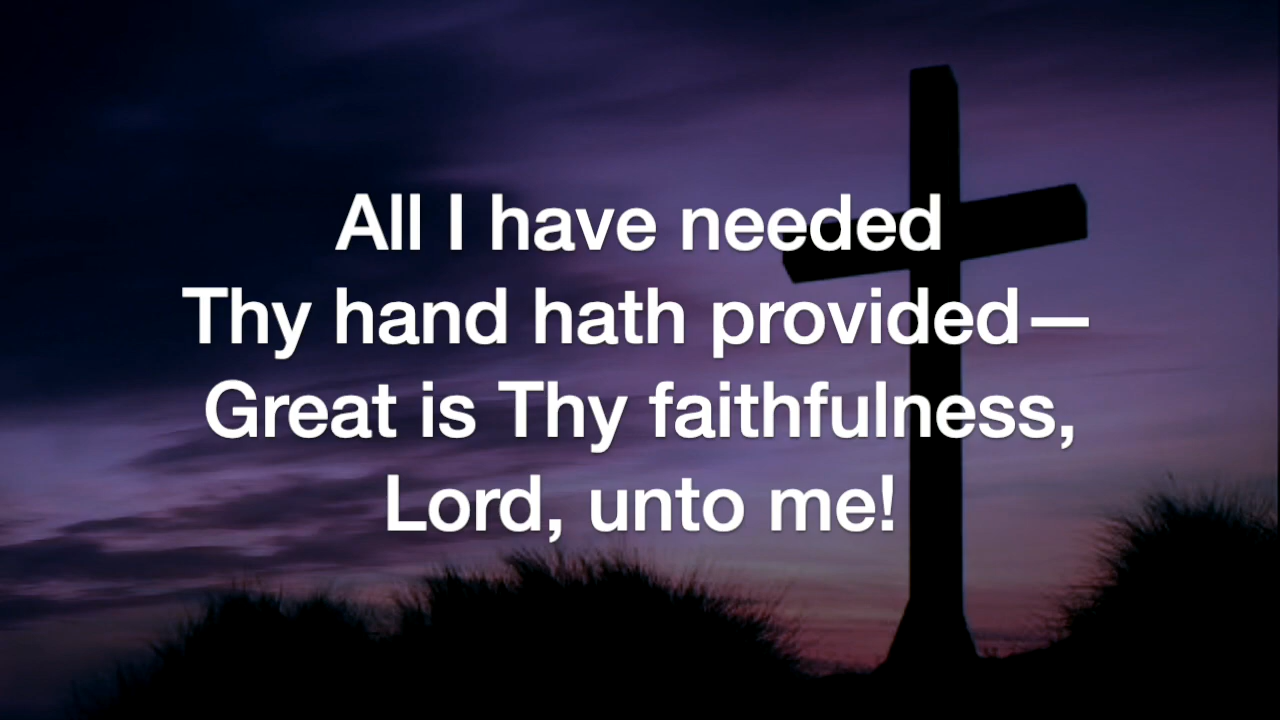 All I have needed
Thy hand hath provided—
Great is Thy faithfulness,
Lord, unto me!